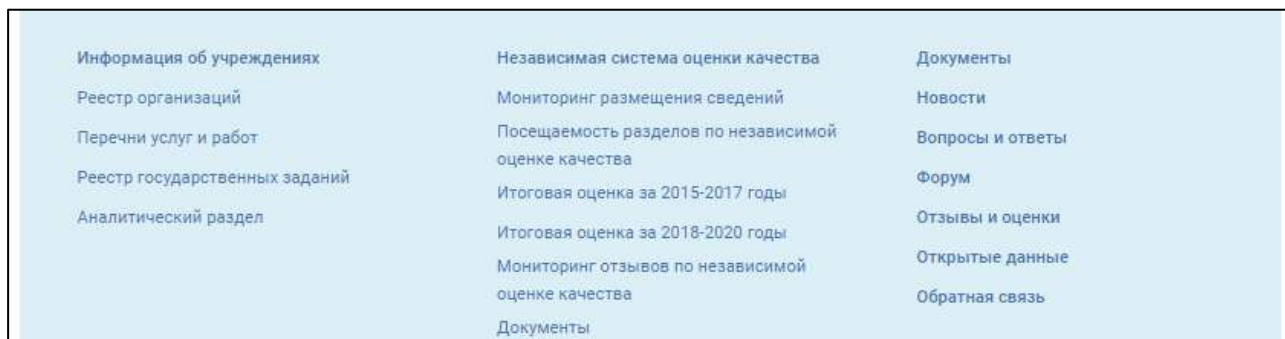 Информация об учреждениях
Реестр организаций
Перечни услуг и работ
Реестр государственных заданий
Аналитический раздел
Независимая система оценки качества
Мониторинг размещения сведений
Посещаемость разделов по независимой
оценке качества
Итоговая оценка за 2015-2017 годы
Итоговая оценка за 2018-2020 годы
Мониторинг отзывов по независимой
оценке качества
Документы
Документы
Новости
Вопросы и ответы
Форум
Отзывы и оценки
Открытые данные
Обратная связь